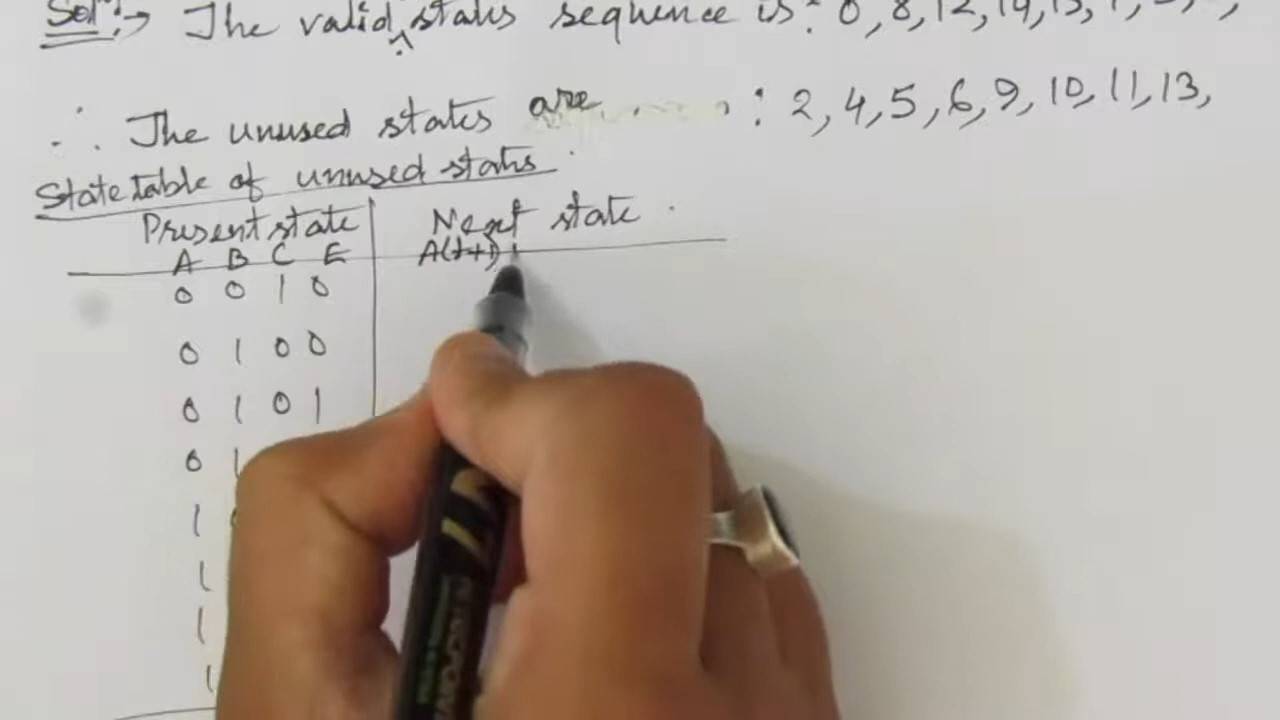 Solⁿ:→ The valid states sequence is: 0, 8, 12, 14, 15, 7,
∴ The unused states are : 2, 4, 5, 6, 9, 10, 11, 13,
State table of unused states
Present state Next state
A B C E A(t+1)
0 0 1 0
0 1 0 0
0 1 0 1
0 1
1
1
1
1